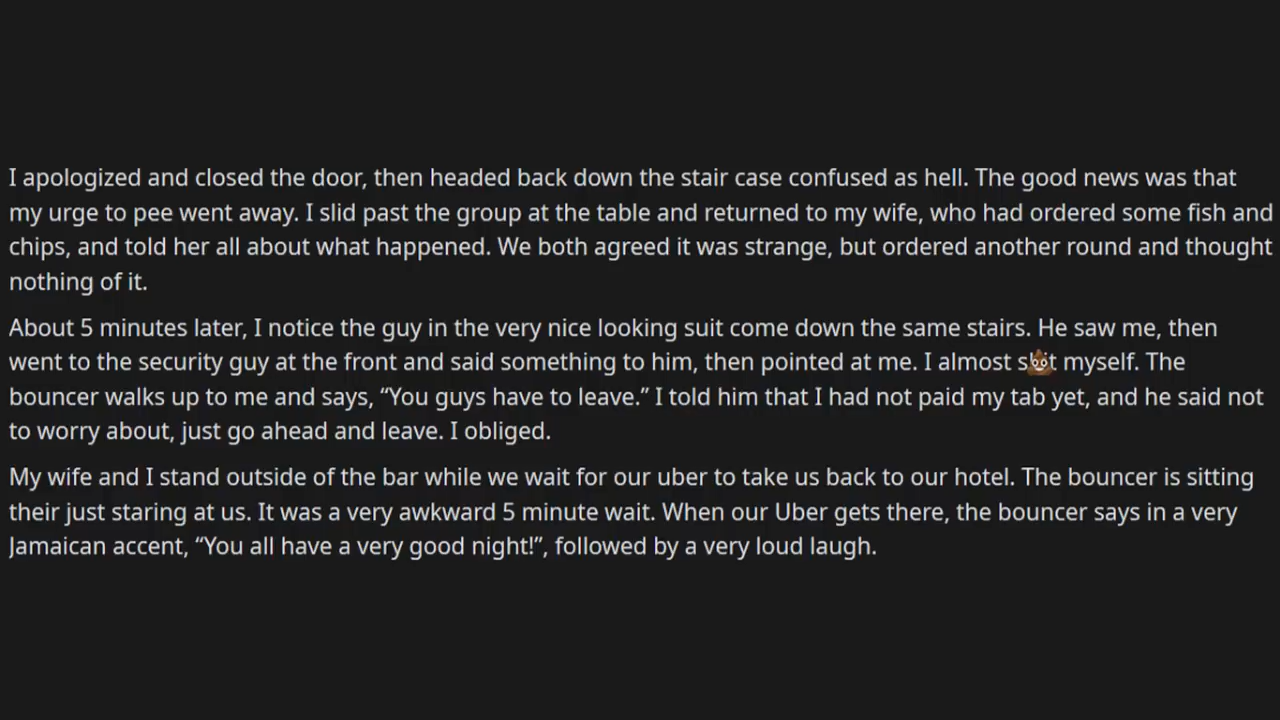 I apologized and closed the door, then headed back down the stair case confused as hell. The good news was that
my urge to pee went away. I slid past the group at the table and returned to my wife, who had ordered some fish and
chips, and told her all about what happened. We both agreed it was strange, but ordered another round and thought
nothing of it.
About 5 minutes later, I notice the guy in the very nice looking suit come down the same stairs. He saw me, then
went to the security guy at the front and said something to him, then pointed at me. I almost s💩t myself. The
bouncer walks up to me and says, “You guys have to leave.” I told him that I had not paid my tab yet, and he said not
to worry about, just go ahead and leave. I obliged.
My wife and I stand outside of the bar while we wait for our uber to take us back to our hotel. The bouncer is sitting
their just staring at us. It was a very awkward 5 minute wait. When our Uber gets there, the bouncer says in a very
Jamaican accent, “You all have a very good night!”, followed by a very loud laugh.